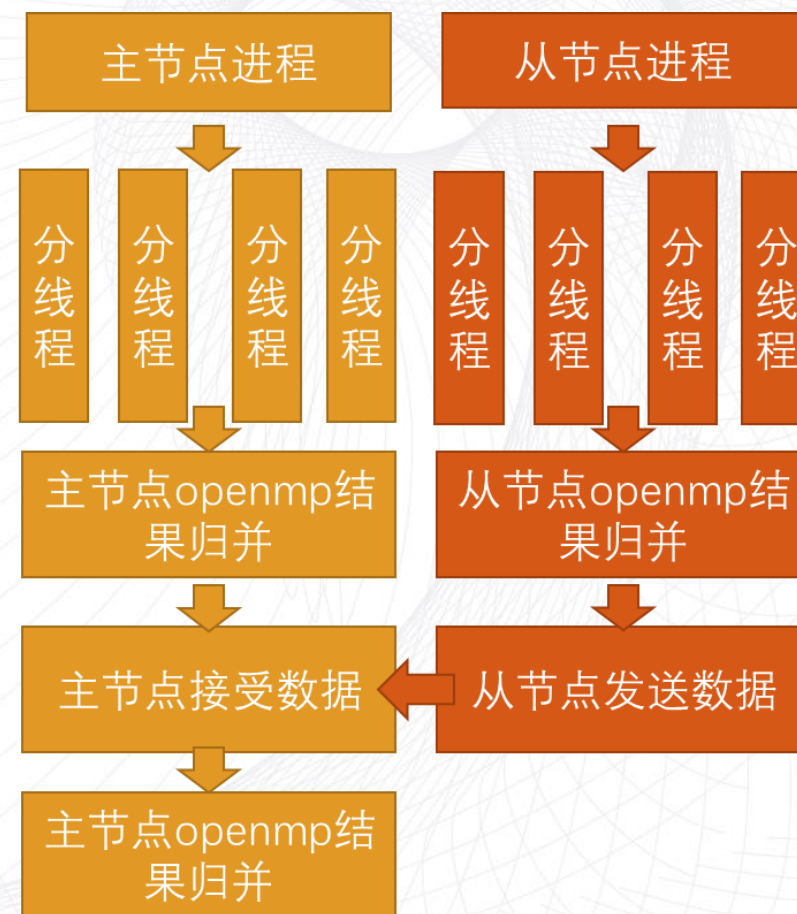 主节点进程
从节点进程
分线程
分线程
分线程
分线程
分线程
分线程
分线程
分线程
主节点openmp结
果归并
从节点openmp结
果归并
主节点接受数据
从节点发送数据
主节点openmp结
果归并